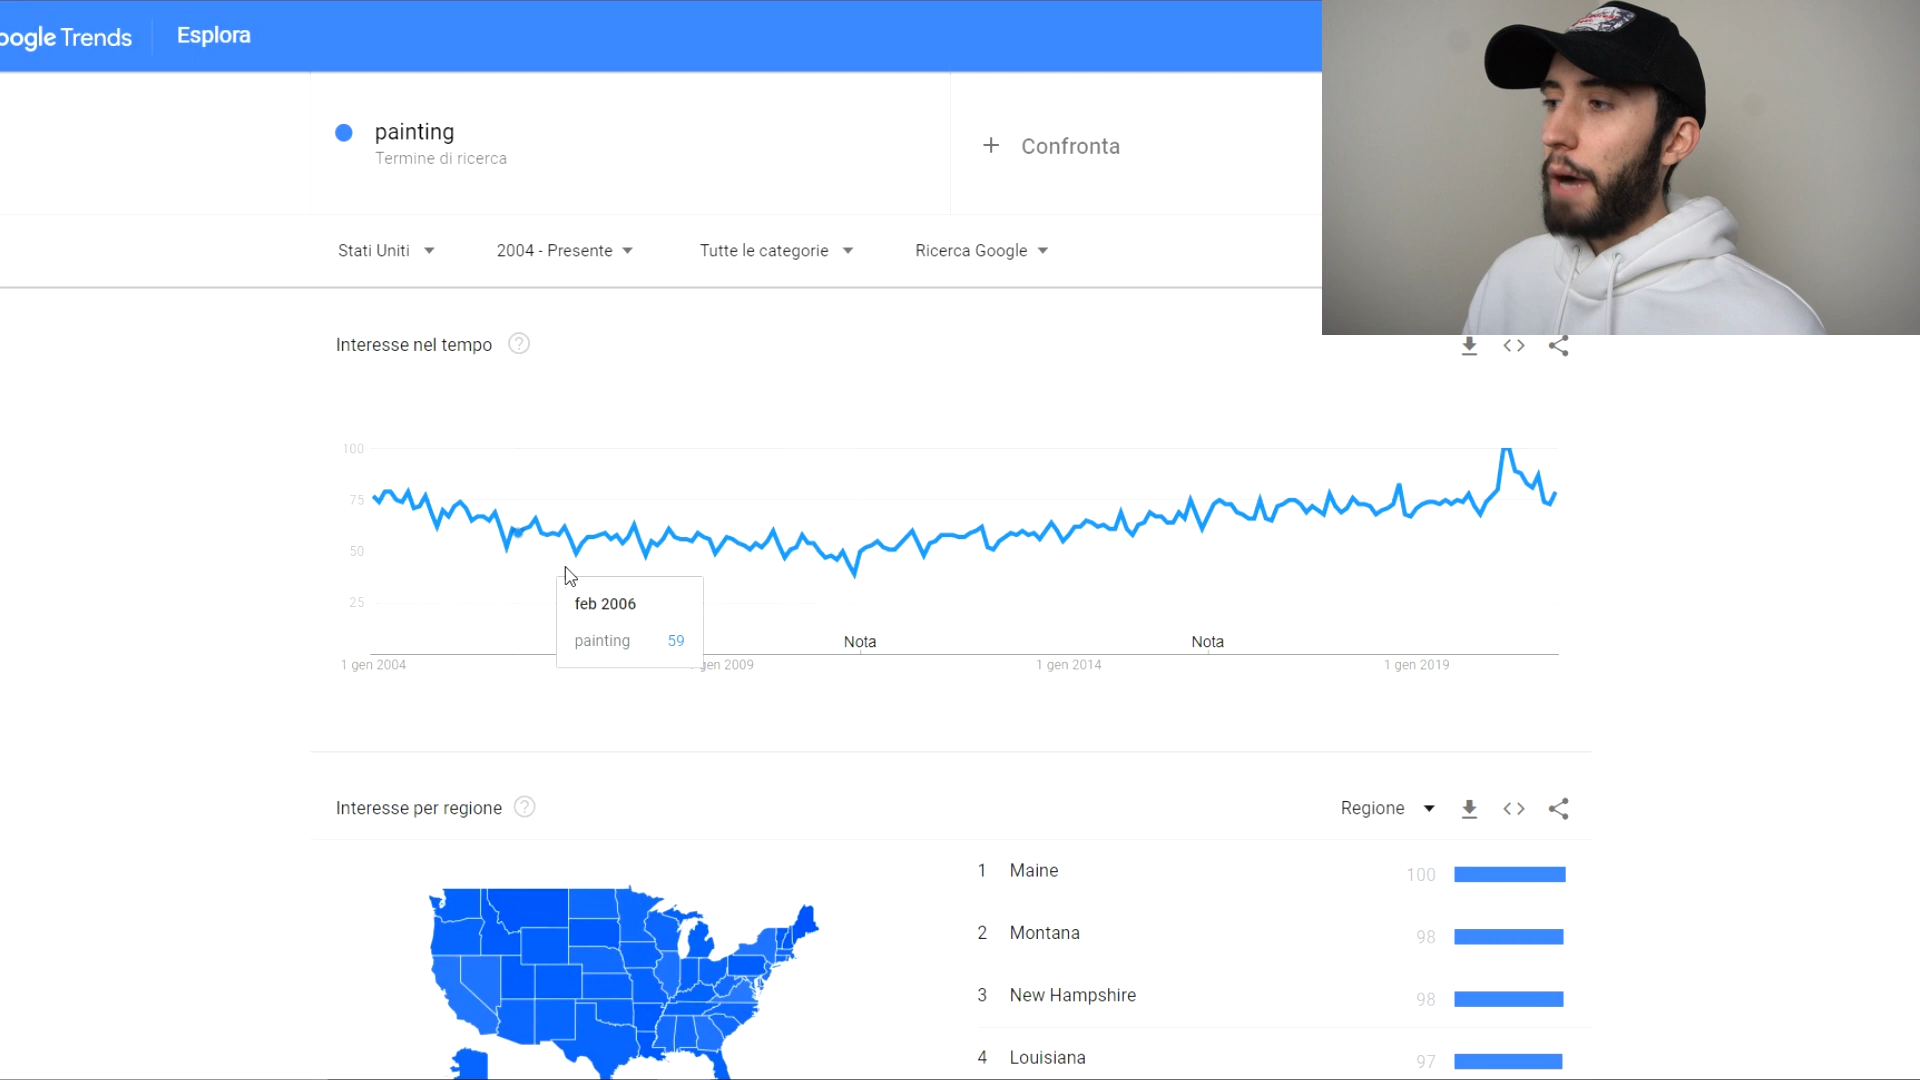 oogle Trends
Esplora
painting
Termine di ricerca
+ Confronta
Stati Uniti
2004 - Presente
Tutte le categorie
Ricerca Google
Interesse nel tempo ?
100
75
50
25
feb 2006
painting 59
Nota
Nota
1 gen 2004
gen 2009
1 gen 2014
1 gen 2019
Interesse per regione ?
Regione
1 Maine 100
2 Montana 98
3 New Hampshire 98
4 Louisiana 97